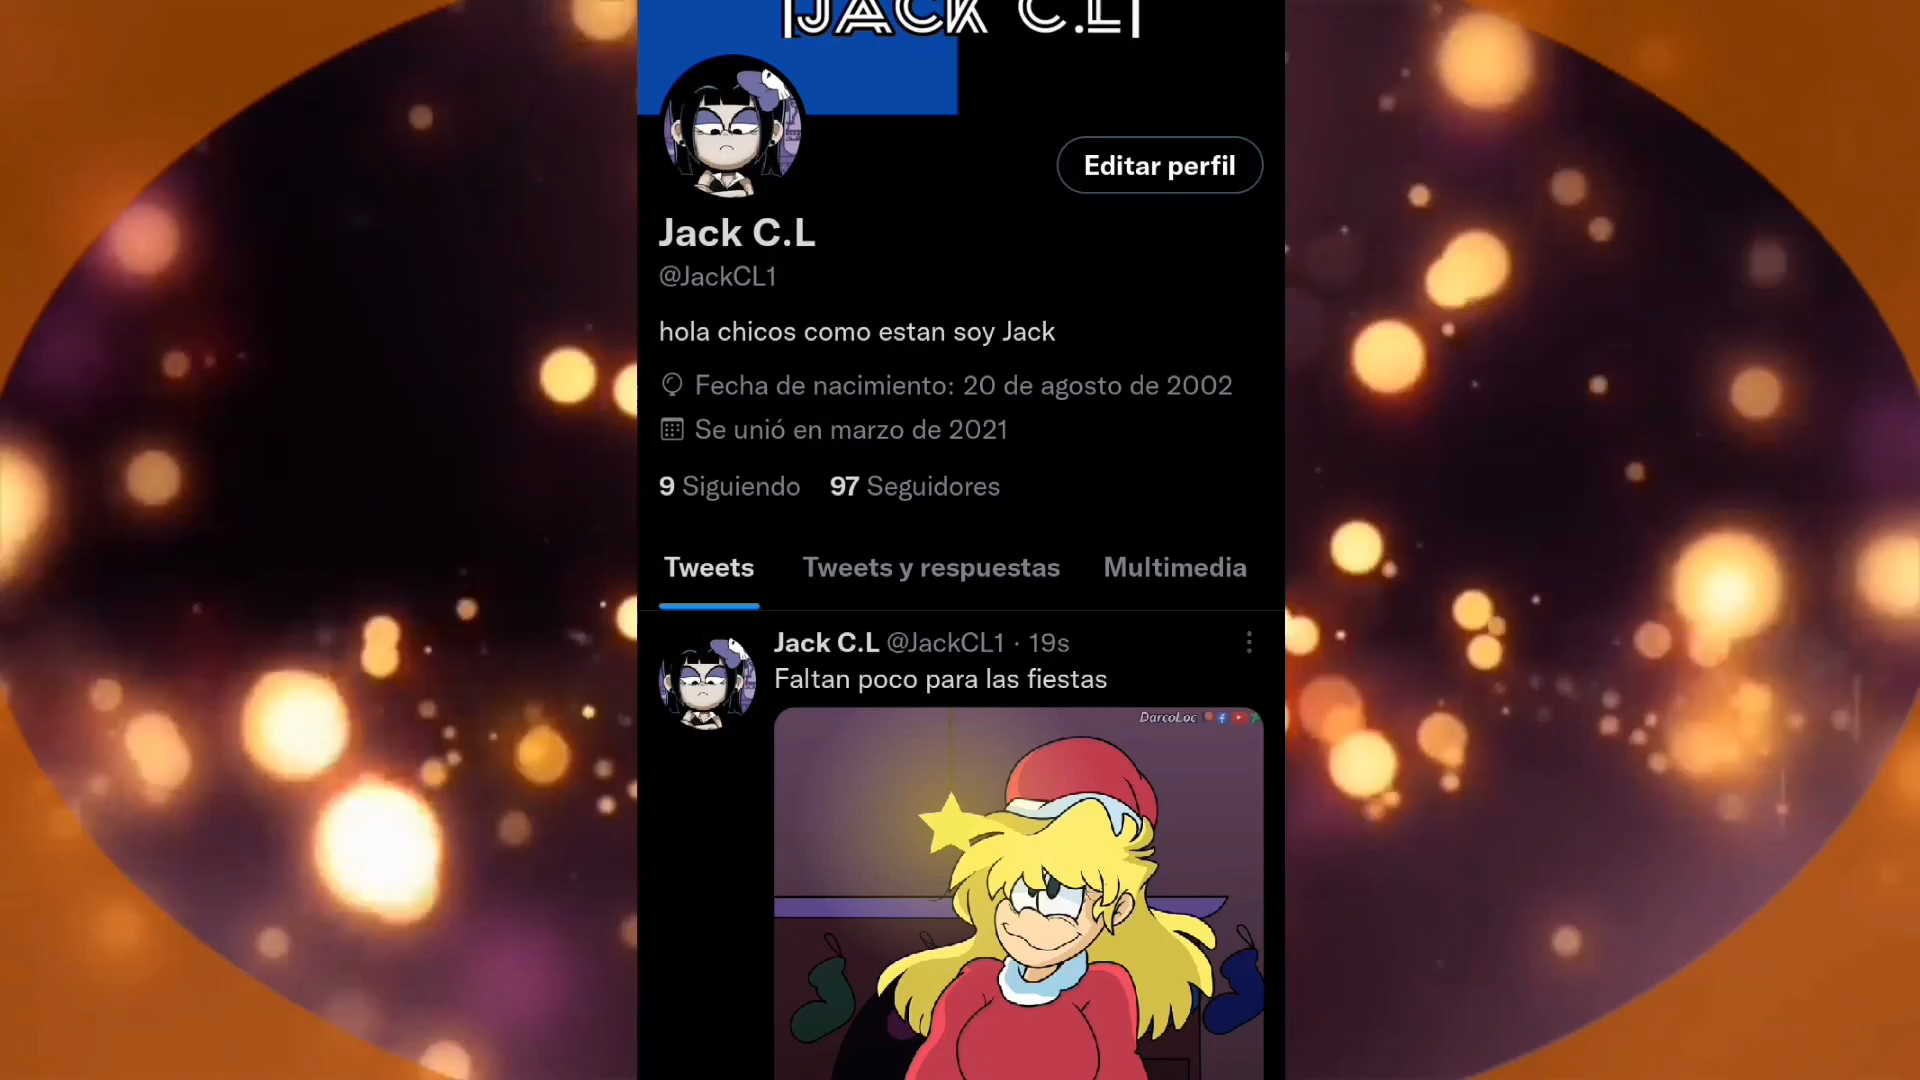 |JACK C.L|
Editar perfil
Jack C.L
@JackCL1
hola chicos como estan soy Jack
Fecha de nacimiento: 20 de agosto de 2002
Se unió en marzo de 2021
9 Siguiendo 97 Seguidores
Tweets Tweets y respuestas Multimedia
Jack C.L @JackCL1 · 19s
Faltan poco para las fiestas
DarcoLoc